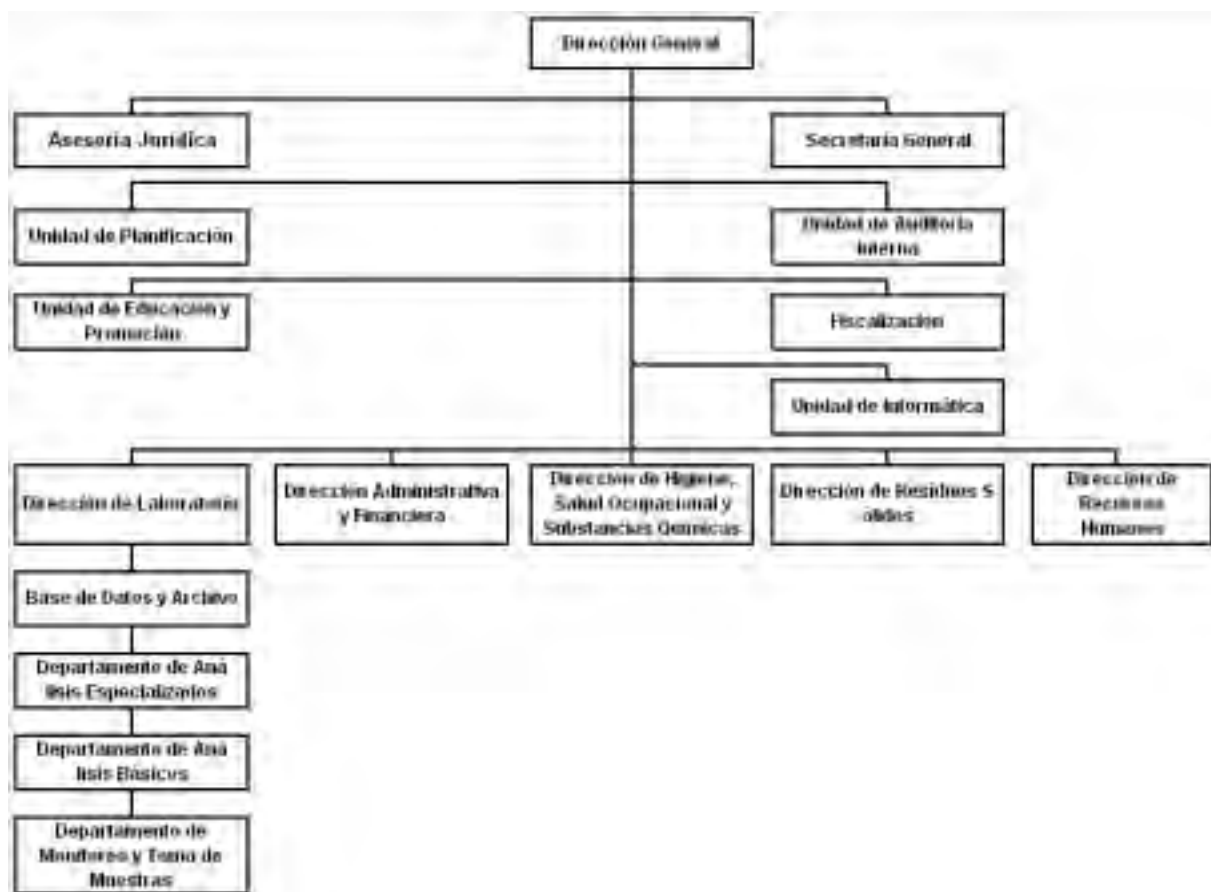 Dirección General
Asesoría Jurídica
Secretaría General
Unidad de Planificación
Unidad de Auditoría
Interna
Unidad de Educación y
Promoción
Fiscalización
Unidad de Informática
Dirección de Laboratorio
Dirección Administrativa
y Financiera
Dirección de Higiene,
Salud Ocupacional y
Substancias Químicas
Dirección de Residuos S
ólidos
Dirección de
Recursos
Humanos
Base de Datos y Archivo
Departamento de Aná
lisis Especializados
Departamento de Aná
lisis Básicos
Departamento de
Monitoreo y Toma de
Muestras